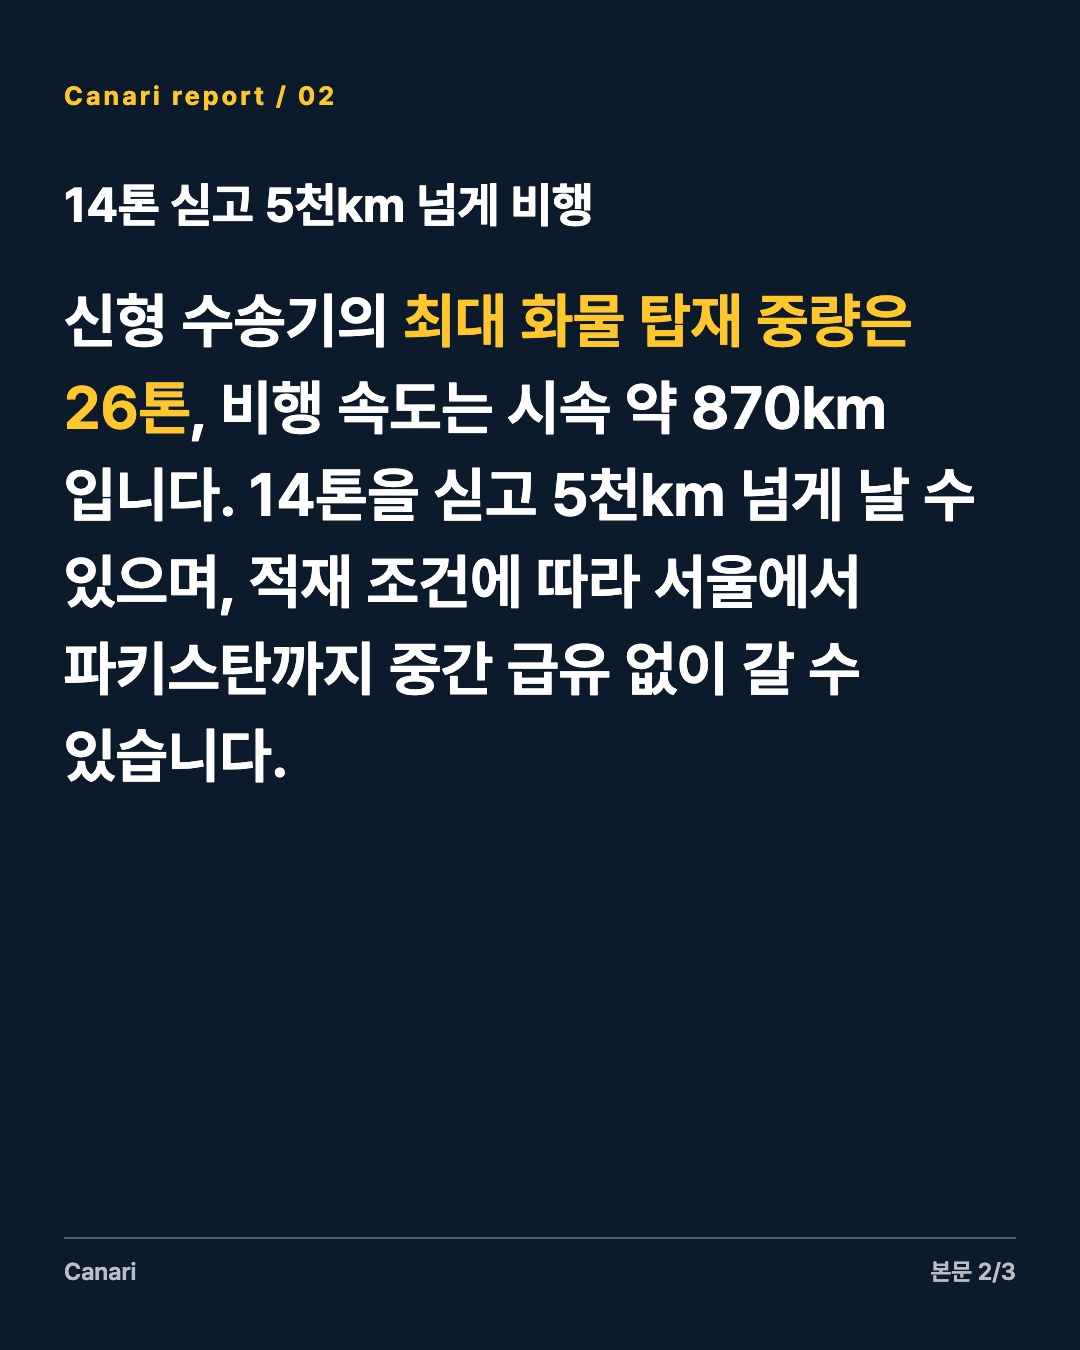 Canari report / 02
14톤 싣고 5천km 넘게 비행
신형 수송기의 최대 화물 탑재 중량은
26톤, 비행 속도는 시속 약 870km
입니다. 14톤을 싣고 5천km 넘게 날 수
있으며, 적재 조건에 따라 서울에서
파키스탄까지 중간 급유 없이 갈 수
있습니다.
Canari
본문 2/3